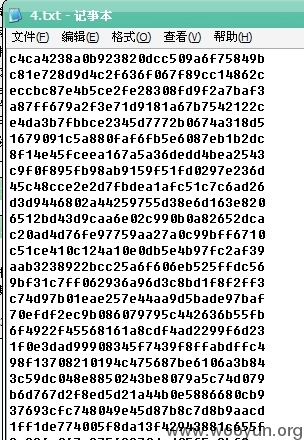 4.txt - 记事本
文件(F) 编辑(E) 格式(O) 查看(V) 帮助(H)
c4ca4238a0b923820dcc509a6f75849b
c81e728d9d4c2f636f067f89cc14862c
eccbc87e4b5ce2fe28308fd9f2a7baf3
a87ff679a2f3e71d9181a67b7542122c
e4da3b7fbbce2345d7772b0674a318d5
1679091c5a880faf6fb5e6087eb1b2dc
8f14e45fceea167a5a36dedd4bea2543
c9f0f895fb98ab9159f51fd0297e236d
45c48cce2e2d7fbdea1afc51c7c6ad26
d3d9446802a44259755d38e6d163e820
6512bd43d9caa6e02c990b0a82652dca
c20ad4d76fe97759aa27a0c99bff6710
c51ce410c124a10e0db5e4b97fc2af39
aab3238922bcc25a6f606eb525ffdc56
9bf31c7ff062936a96d3c8bd1f8f2ff3
c74d97b01eae257e44aa9d5bade97baf
70efdf2ec9b086079795c442636b55fb
6f4922f45568161a8cdf4ad2299f6d23
1f0e3dad99908345f7439f8ffabdffc4
98f13708210194c475687be6106a3b84
3c59dc048e8850243be8079a5c74d079
b6d767d2f8ed5d21a44b0e5886680cb9
37693cfc748049e45d87b8c7d8b9aacd
1ff1de774005f8da13f42943881c655f